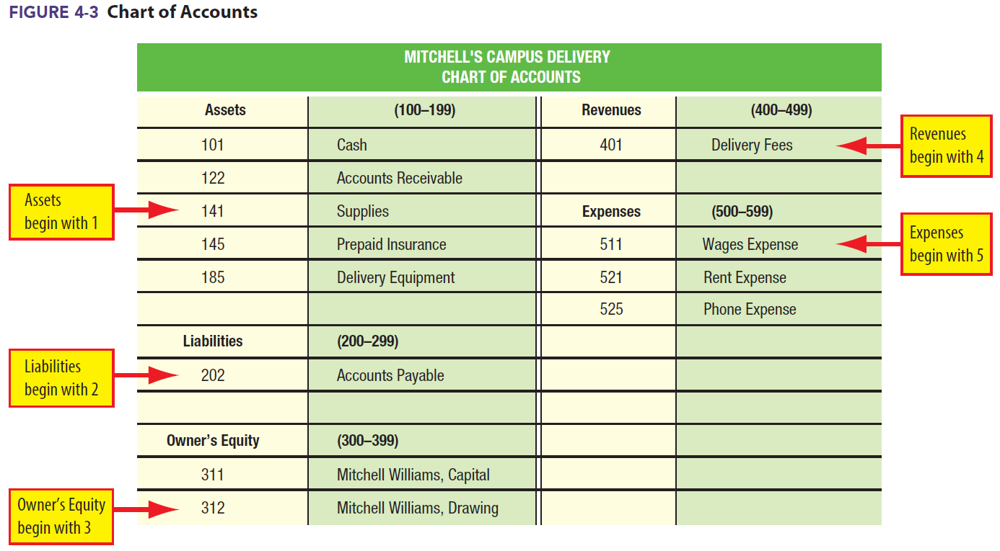 FIGURE 4-3 Chart of Accounts
MITCHELL'S CAMPUS DELIVERY
CHART OF ACCOUNTS
Assets (100–199) Revenues (400–499)
101 Cash 401 Delivery Fees
122 Accounts Receivable
141 Supplies Expenses (500–599)
145 Prepaid Insurance 511 Wages Expense
185 Delivery Equipment 521 Rent Expense
525 Phone Expense
Liabilities (200–299)
202 Accounts Payable
Owner’s Equity (300–399)
311 Mitchell Williams, Capital
312 Mitchell Williams, Drawing
Revenues
begin with 4
Assets
begin with 1
Expenses
begin with 5
Liabilities
begin with 2
Owner’s Equity
begin with 3